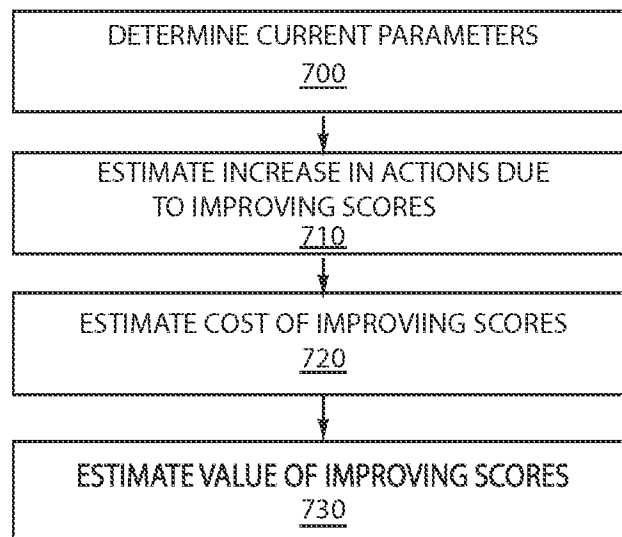 DETERMINE CURRENT PARAMETERS
700
ESTIMATE INCREASE IN ACTIONS DUE
TO IMPROVING SCORES
710
ESTIMATE COST OF IMPROVIING SCORES
720
ESTIMATE VALUE OF IMPROVING SCORES
730